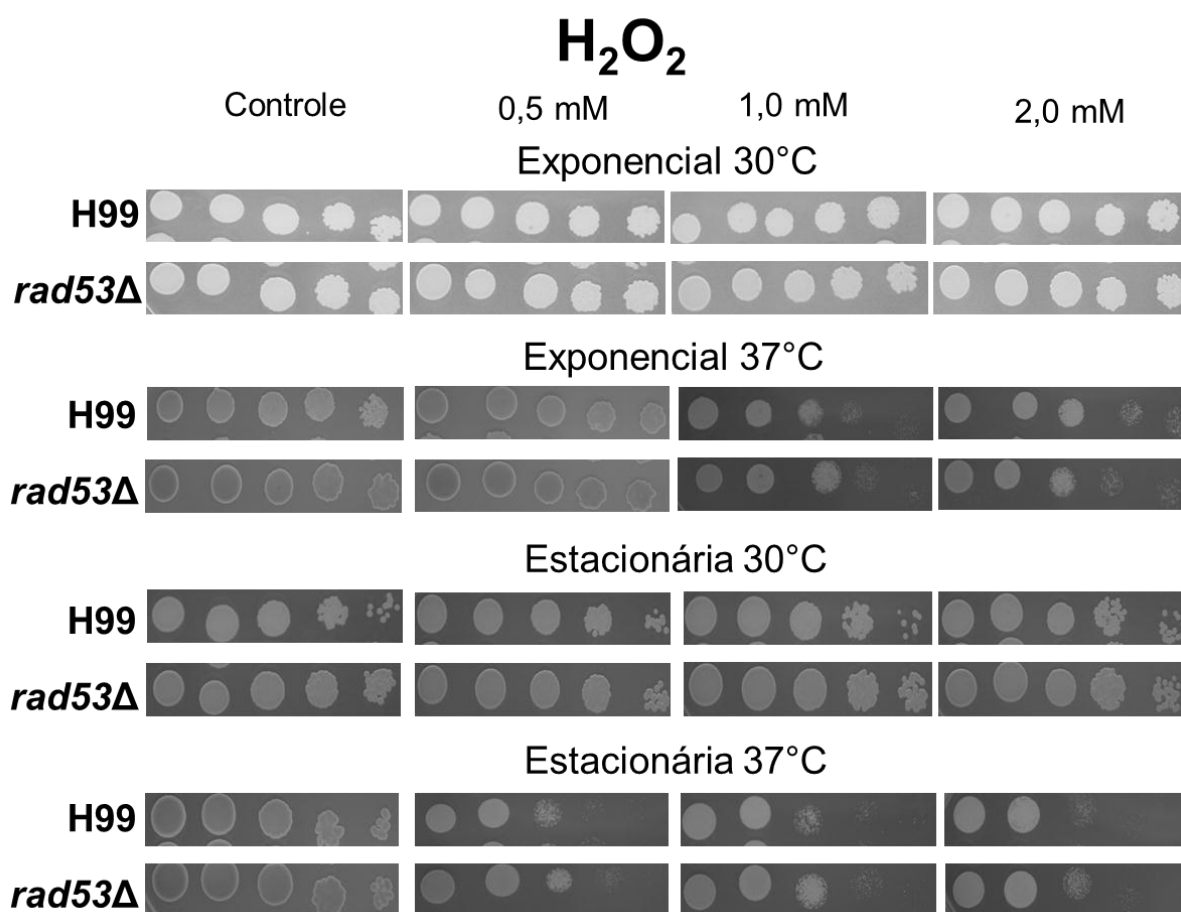 H₂O₂
Controle 0,5 mM 1,0 mM 2,0 mM
Exponencial 30°C
H99
rad53Δ
Exponencial 37°C
H99
rad53Δ
Estacionária 30°C
H99
rad53Δ
Estacionária 37°C
H99
rad53Δ